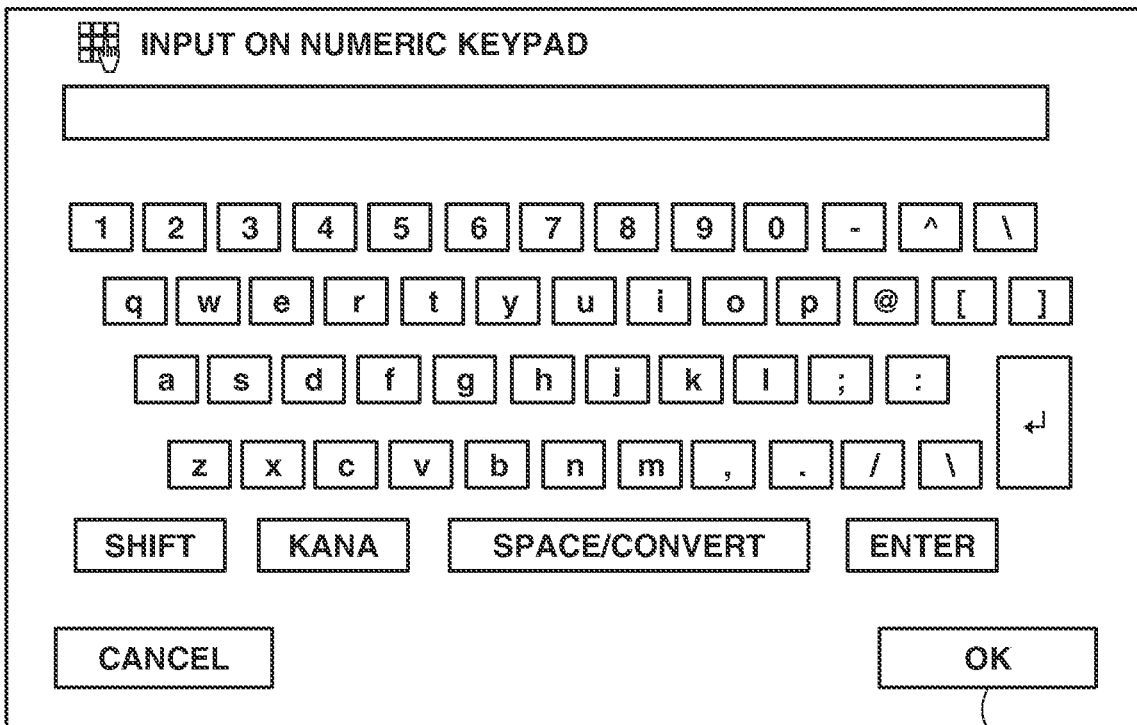 INPUT ON NUMERIC KEYPAD
1 2 3 4 5 6 7 8 9 0 - ^ \
q w e r t y u i o p @ [ ]
a s d f g h j k l ; :
↵
z x c v b n m , . / \
SHIFT KANA SPACE/CONVERT ENTER
CANCEL OK